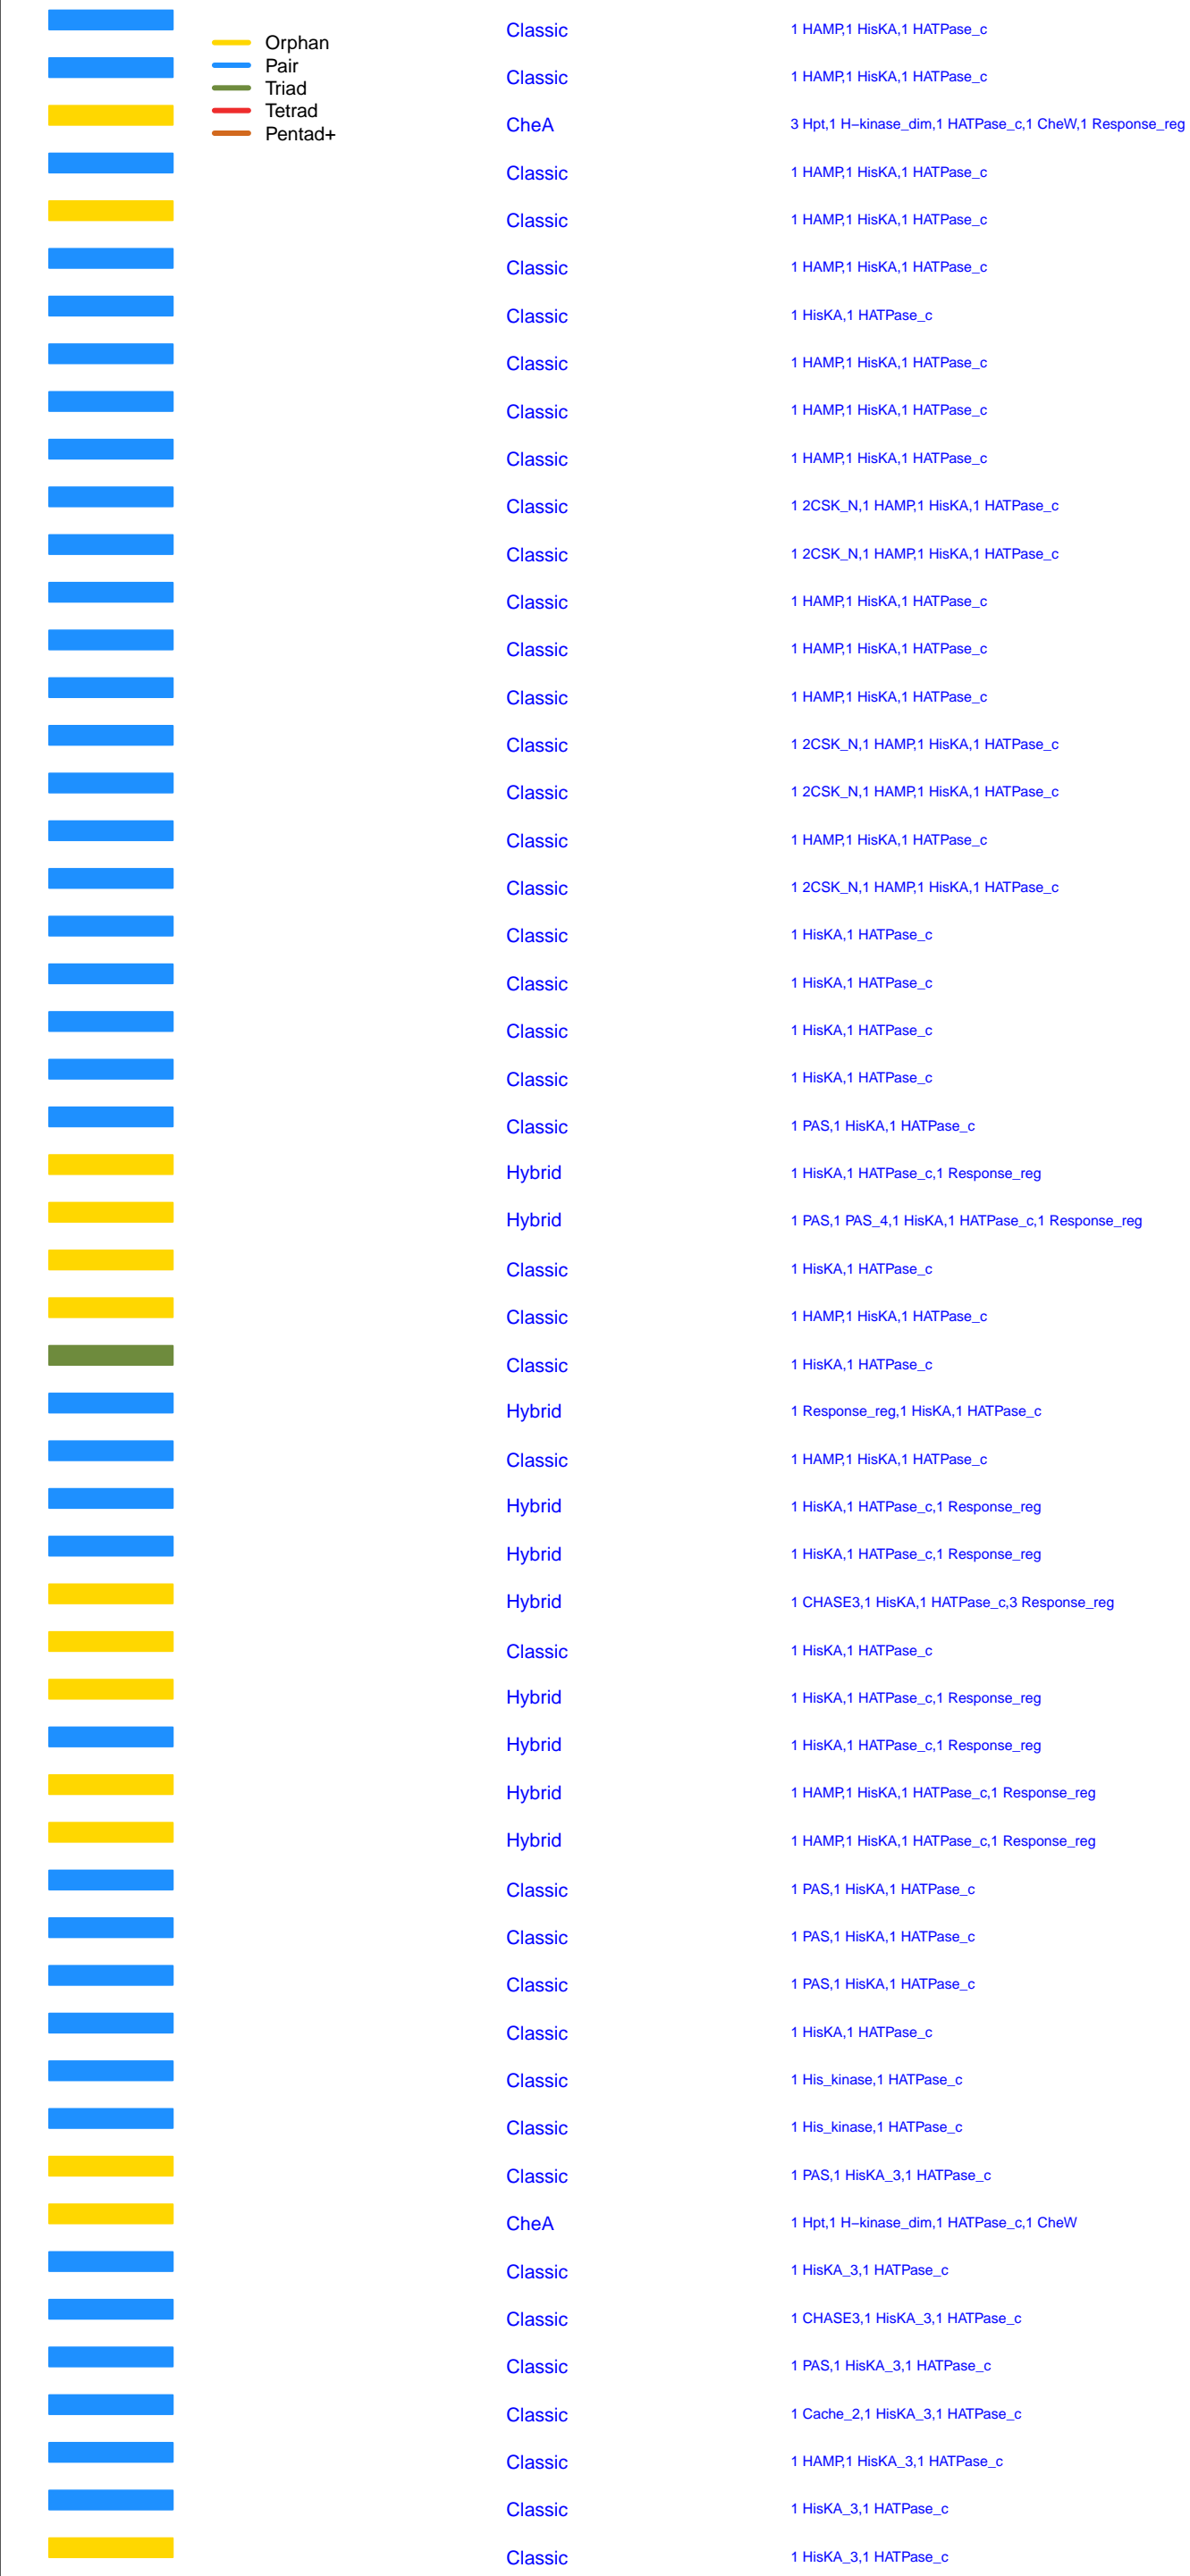 Classic 1 HAMP,1 HisKA,1 HATPase_c
Orphan
Pair
Classic 1 HAMP,1 HisKA,1 HATPase_c
Triad
Tetrad
CheA 3 Hpt,1 H−kinase_dim,1 HATPase_c,1 CheW,1 Response_reg
Pentad+
Classic 1 HAMP,1 HisKA,1 HATPase_c
Classic 1 HAMP,1 HisKA,1 HATPase_c
Classic 1 HAMP,1 HisKA,1 HATPase_c
Classic 1 HisKA,1 HATPase_c
Classic 1 HAMP,1 HisKA,1 HATPase_c
Classic 1 HAMP,1 HisKA,1 HATPase_c
Classic 1 HAMP,1 HisKA,1 HATPase_c
Classic 1 2CSK_N,1 HAMP,1 HisKA,1 HATPase_c
Classic 1 2CSK_N,1 HAMP,1 HisKA,1 HATPase_c
Classic 1 HAMP,1 HisKA,1 HATPase_c
Classic 1 HAMP,1 HisKA,1 HATPase_c
Classic 1 HAMP,1 HisKA,1 HATPase_c
Classic 1 2CSK_N,1 HAMP,1 HisKA,1 HATPase_c
Classic 1 2CSK_N,1 HAMP,1 HisKA,1 HATPase_c
Classic 1 HAMP,1 HisKA,1 HATPase_c
Classic 1 2CSK_N,1 HAMP,1 HisKA,1 HATPase_c
Classic 1 HisKA,1 HATPase_c
Classic 1 HisKA,1 HATPase_c
Classic 1 HisKA,1 HATPase_c
Classic 1 HisKA,1 HATPase_c
Classic 1 PAS,1 HisKA,1 HATPase_c
Hybrid 1 HisKA,1 HATPase_c,1 Response_reg
Hybrid 1 PAS,1 PAS_4,1 HisKA,1 HATPase_c,1 Response_reg
Classic 1 HisKA,1 HATPase_c
Classic 1 HAMP,1 HisKA,1 HATPase_c
Classic 1 HisKA,1 HATPase_c
Hybrid 1 Response_reg,1 HisKA,1 HATPase_c
Classic 1 HAMP,1 HisKA,1 HATPase_c
Hybrid 1 HisKA,1 HATPase_c,1 Response_reg
Hybrid 1 HisKA,1 HATPase_c,1 Response_reg
Hybrid 1 CHASE3,1 HisKA,1 HATPase_c,3 Response_reg
Classic 1 HisKA,1 HATPase_c
Hybrid 1 HisKA,1 HATPase_c,1 Response_reg
Hybrid 1 HisKA,1 HATPase_c,1 Response_reg
Hybrid 1 HAMP,1 HisKA,1 HATPase_c,1 Response_reg
Hybrid 1 HAMP,1 HisKA,1 HATPase_c,1 Response_reg
Classic 1 PAS,1 HisKA,1 HATPase_c
Classic 1 PAS,1 HisKA,1 HATPase_c
Classic 1 PAS,1 HisKA,1 HATPase_c
Classic 1 HisKA,1 HATPase_c
Classic 1 His_kinase,1 HATPase_c
Classic 1 His_kinase,1 HATPase_c
Classic 1 PAS,1 HisKA_3,1 HATPase_c
CheA 1 Hpt,1 H−kinase_dim,1 HATPase_c,1 CheW
Classic 1 HisKA_3,1 HATPase_c
Classic 1 CHASE3,1 HisKA_3,1 HATPase_c
Classic 1 PAS,1 HisKA_3,1 HATPase_c
Classic 1 Cache_2,1 HisKA_3,1 HATPase_c
Classic 1 HAMP,1 HisKA_3,1 HATPase_c
Classic 1 HisKA_3,1 HATPase_c
Classic 1 HisKA_3,1 HATPase_c